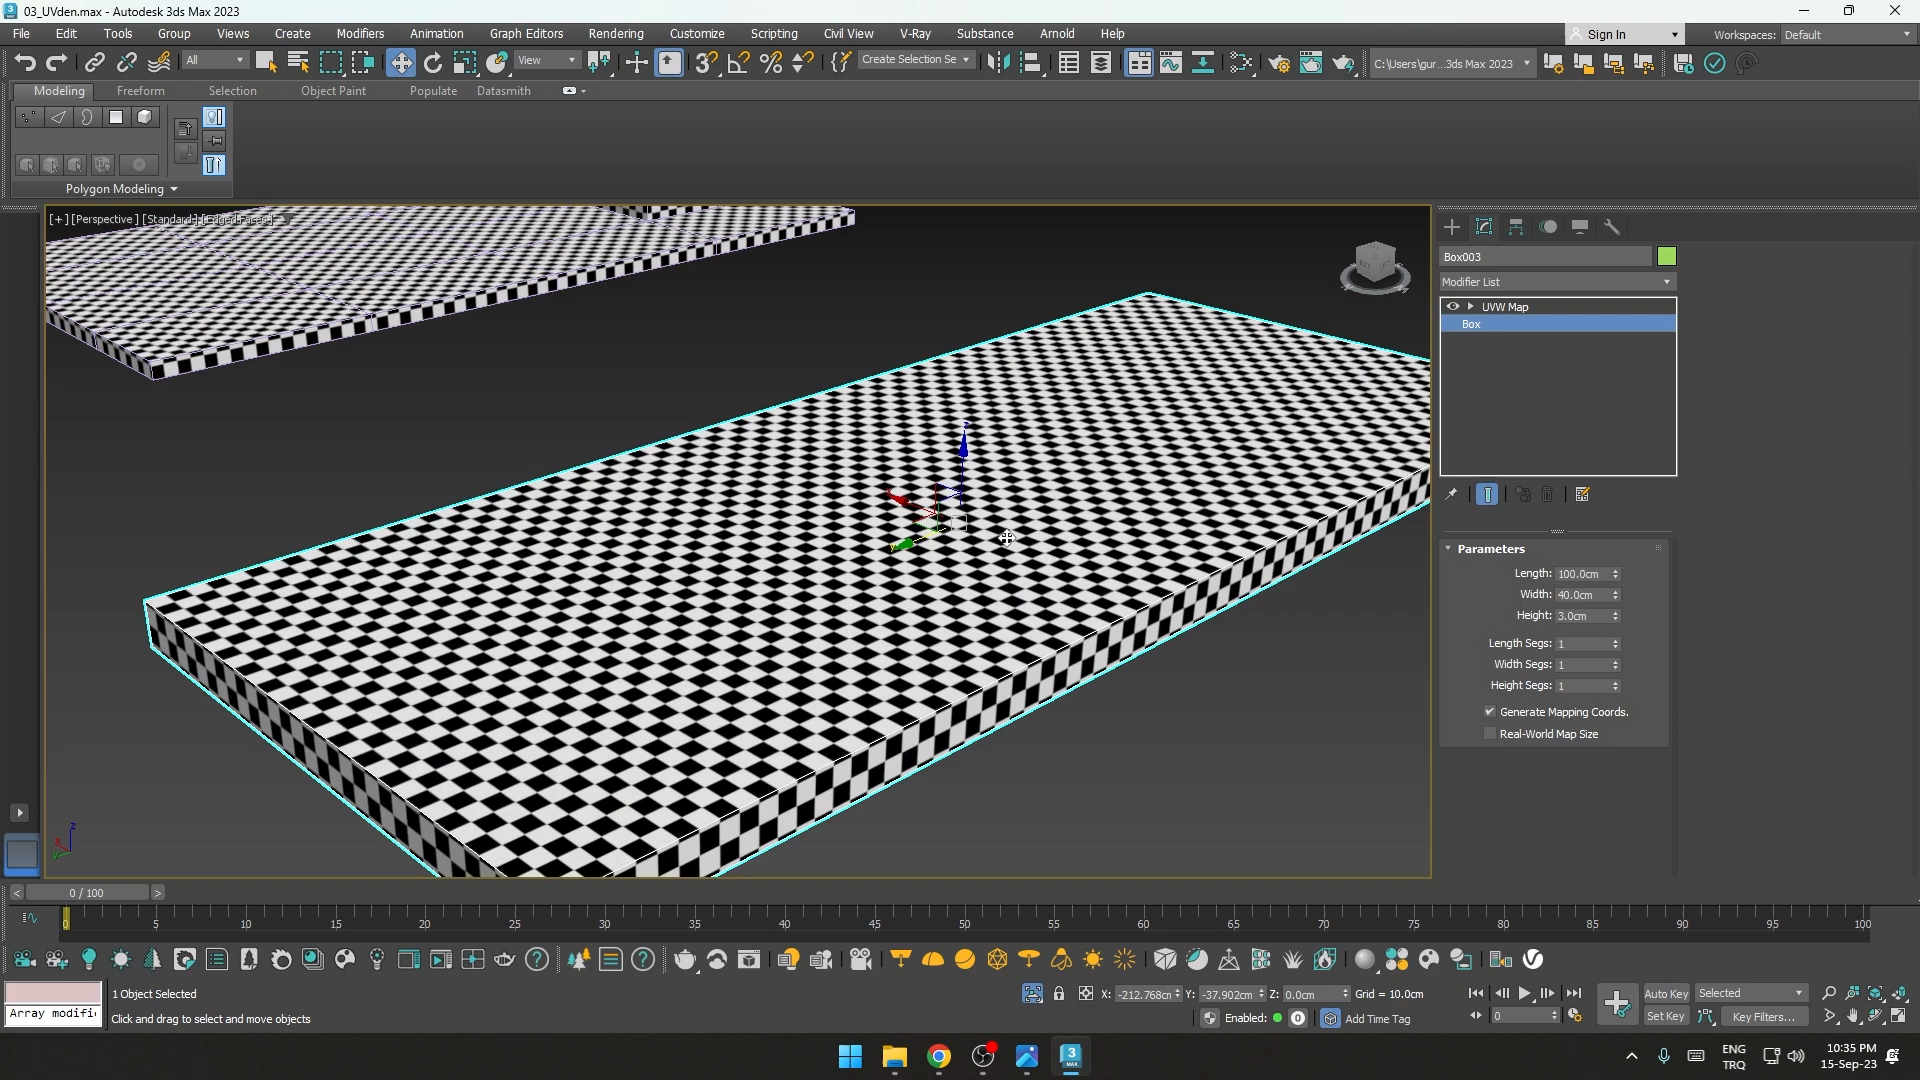 3 03_UVden.max - Autodesk 3ds Max 2023
File Edit Tools Group Views Create Modifiers Animation Graph Editors Rendering Customize Scripting Civil View V-Ray Substance Arnold Help
Sign In Workspaces: Default
All View Create Selection Se C:\Users\gur...3ds Max 2023
Modeling Freeform Selection Object Paint Populate Datasmith
Polygon Modeling
[+] [Perspective] [Standard] [Edged Faces]
Box003
Modifier List
UVW Map
Box
Parameters
Length: 100.0cm
Width: 40.0cm
Height: 3.0cm
Length Segs: 1
Width Segs: 1
Height Segs: 1
Generate Mapping Coords.
Real-World Map Size
z
x
y
z
x
y
< 0 / 100 >
0 5 10 15 20 25 30 35 40 45 50 55 60 65 70 75 80 85 90 95 100
1 Object Selected
X: -212.768cm Y: -37.902cm Z: 0.0cm Grid = 10.0cm
Auto Key Selected
Array modifi
Click and drag to select and move objects
Enabled: 0 Add Time Tag
0
Set Key Key Filters...
3 MAX
ENG
TRQ
10:35 PM
15-Sep-23